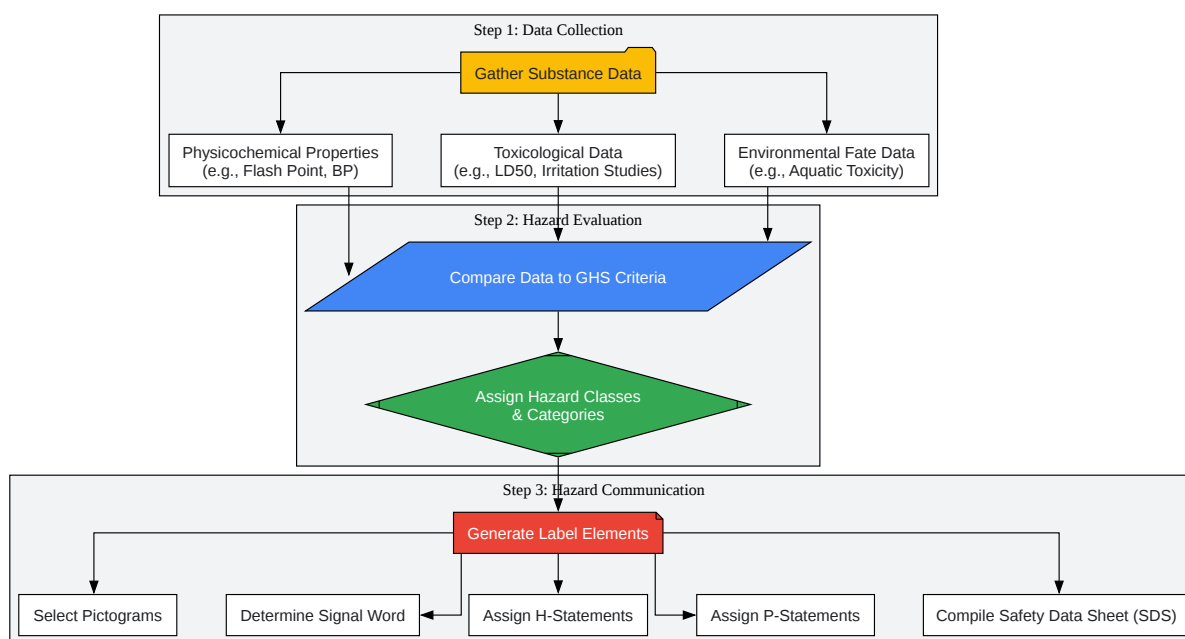 Step 1: Data Collection
Gather Substance Data
Physicochemical Properties
(e.g., Flash Point, BP)
Toxicological Data
(e.g., LD50, Irritation Studies)
Environmental Fate Data
(e.g., Aquatic Toxicity)
Step 2: Hazard Evaluation
Compare Data to GHS Criteria
Assign Hazard Classes
& Categories
Step 3: Hazard Communication
Generate Label Elements
Select Pictograms
Determine Signal Word
Assign H-Statements
Assign P-Statements
Compile Safety Data Sheet (SDS)